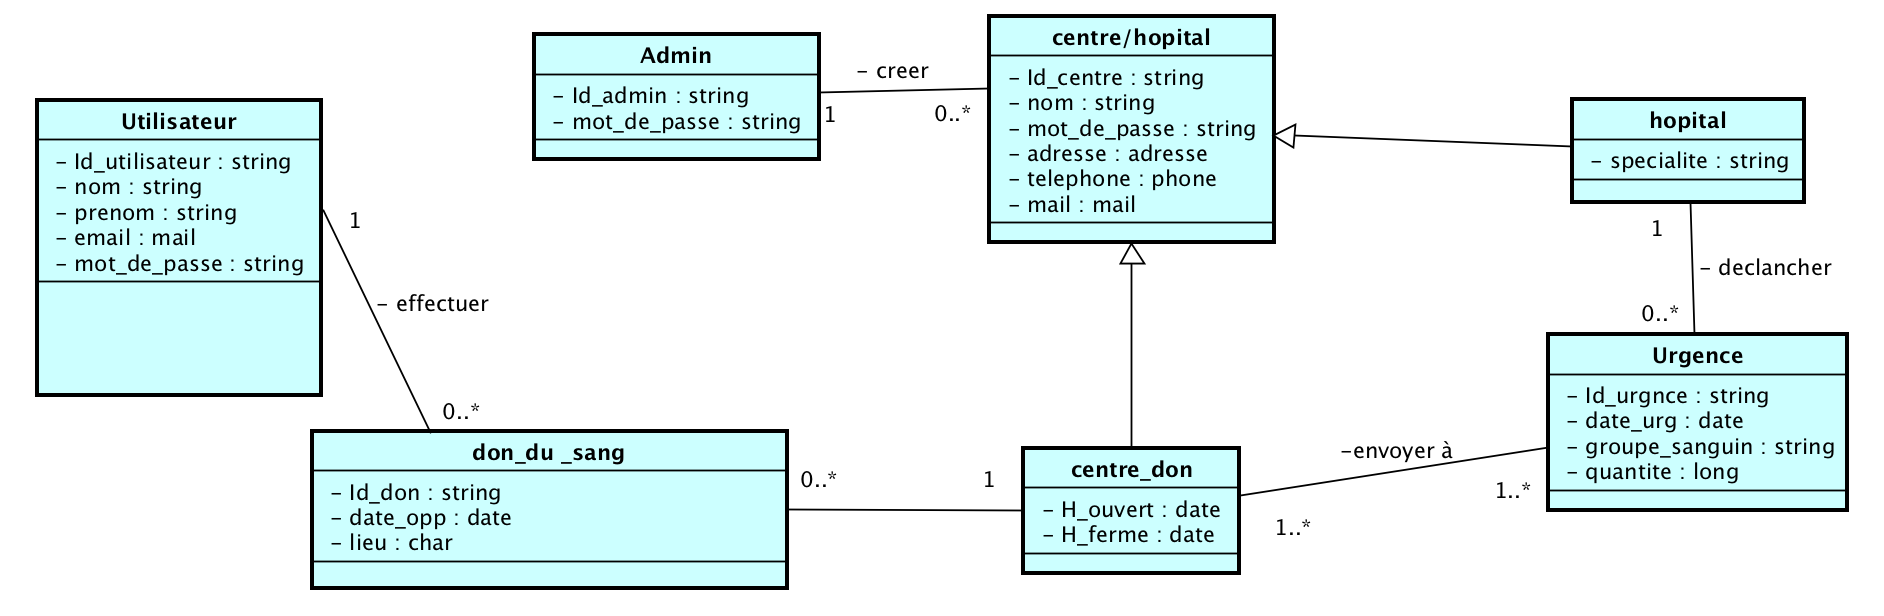 Utilisateur
- Id_utilisateur : string
- nom : string
- prenom : string
- email : mail
- mot_de_passe : string
Admin
- Id_admin : string
- mot_de_passe : string
- creer
1
0..*
centre/hopital
- Id_centre : string
- nom : string
- mot_de_passe : string
- adresse : adresse
- telephone : phone
- mail : mail
hopital
- specialite : string
1
- declancher
0..*
1
- effectuer
0..*
don_du _sang
- Id_don : string
- date_opp : date
- lieu : char
0..*
1
centre_don
- H_ouvert : date
- H_ferme : date
-envoyer à
1..*
1..*
Urgence
- Id_urgnce : string
- date_urg : date
- groupe_sanguin : string
- quantite : long